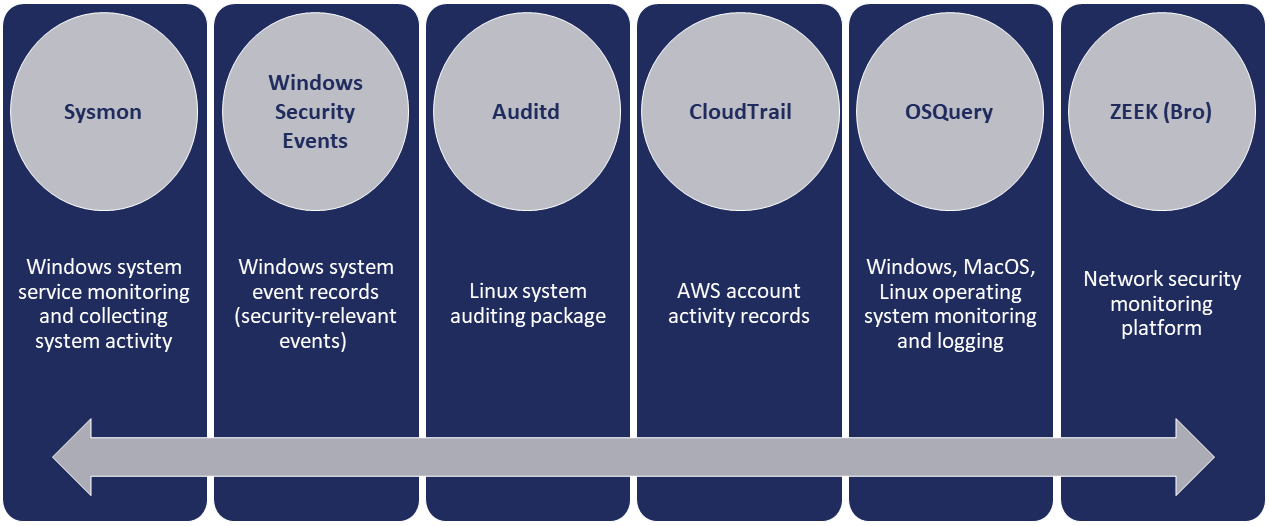 Sysmon
Windows
Security
Events
Auditd
CloudTrail
OSQuery
ZEEK (Bro)
Windows system
service monitoring
and collecting
system activity
Windows system
event records
(security-relevant
events)
Linux system
auditing package
AWS account
activity records
Windows, MacOS,
Linux operating
system monitoring
and logging
Network security
monitoring
platform